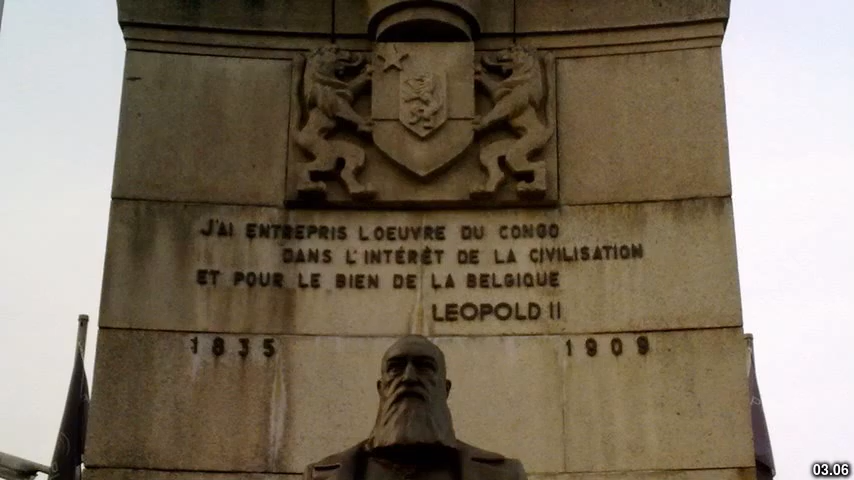 J'AI ENTREPRIS L'OEUVRE DU CONGO
DANS L'INTÉRÊT DE LA CIVILISATION
ET POUR LE BIEN DE LA BELGIQUE
LEOPOLD II
1835 1909
03.06